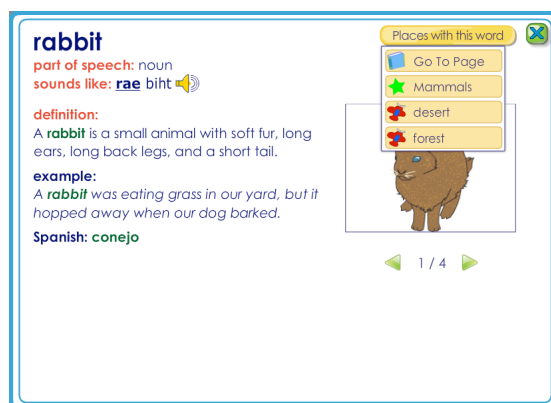 rabbit
part of speech: noun
sounds like: rae biht
definition:
A rabbit is a small animal with soft fur, long
ears, long back legs, and a short tail.
example:
A rabbit was eating grass in our yard, but it
hopped away when our dog barked.
Spanish: conejo
Places with this word
Go To Page
Mammals
desert
forest
1 / 4